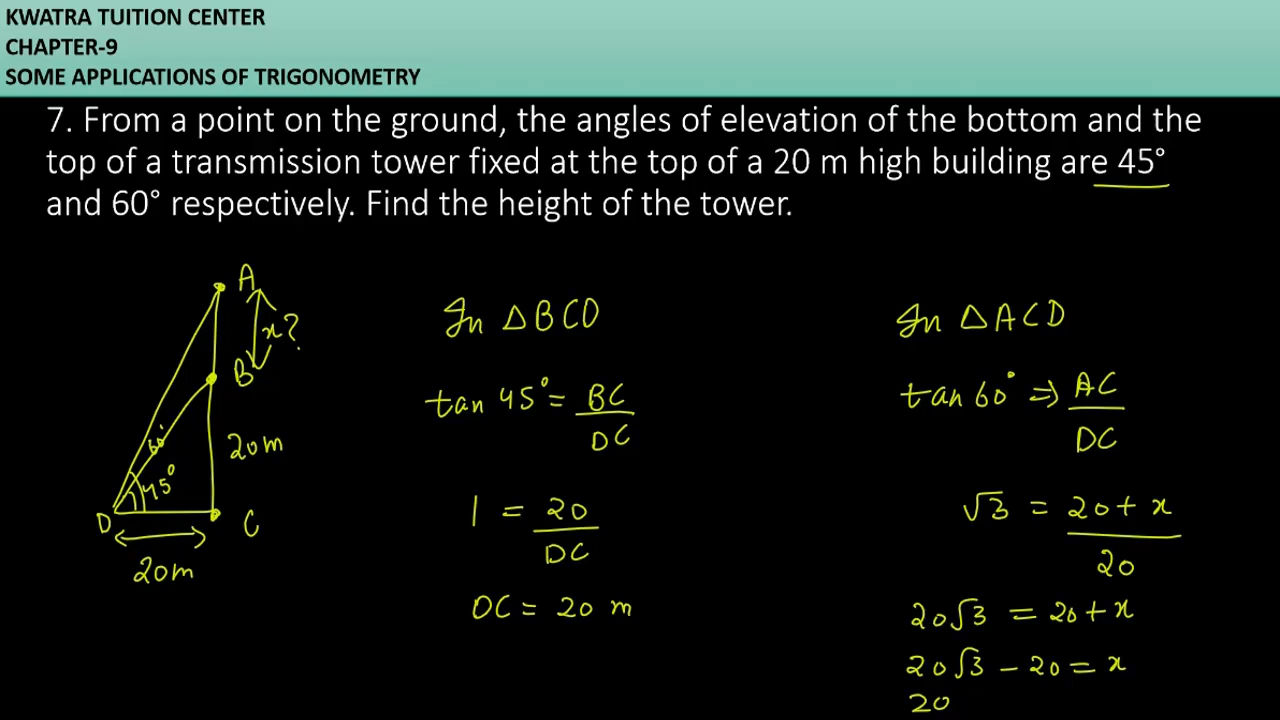 KWATRA TUITION CENTER
CHAPTER-9
SOME APPLICATIONS OF TRIGONOMETRY
7. From a point on the ground, the angles of elevation of the bottom and the
top of a transmission tower fixed at the top of a 20 m high building are 45°
and 60° respectively. Find the height of the tower.
A
x?
B
20m
60°
45°
D
C
20m
In △BCD
tan 45° = BC/DC
1 = 20/DC
DC = 20 m
In △ACD
tan 60° ⇒ AC/DC
√3 = 20 + x/20
20√3 = 20 + x
20√3 - 20 = x
20